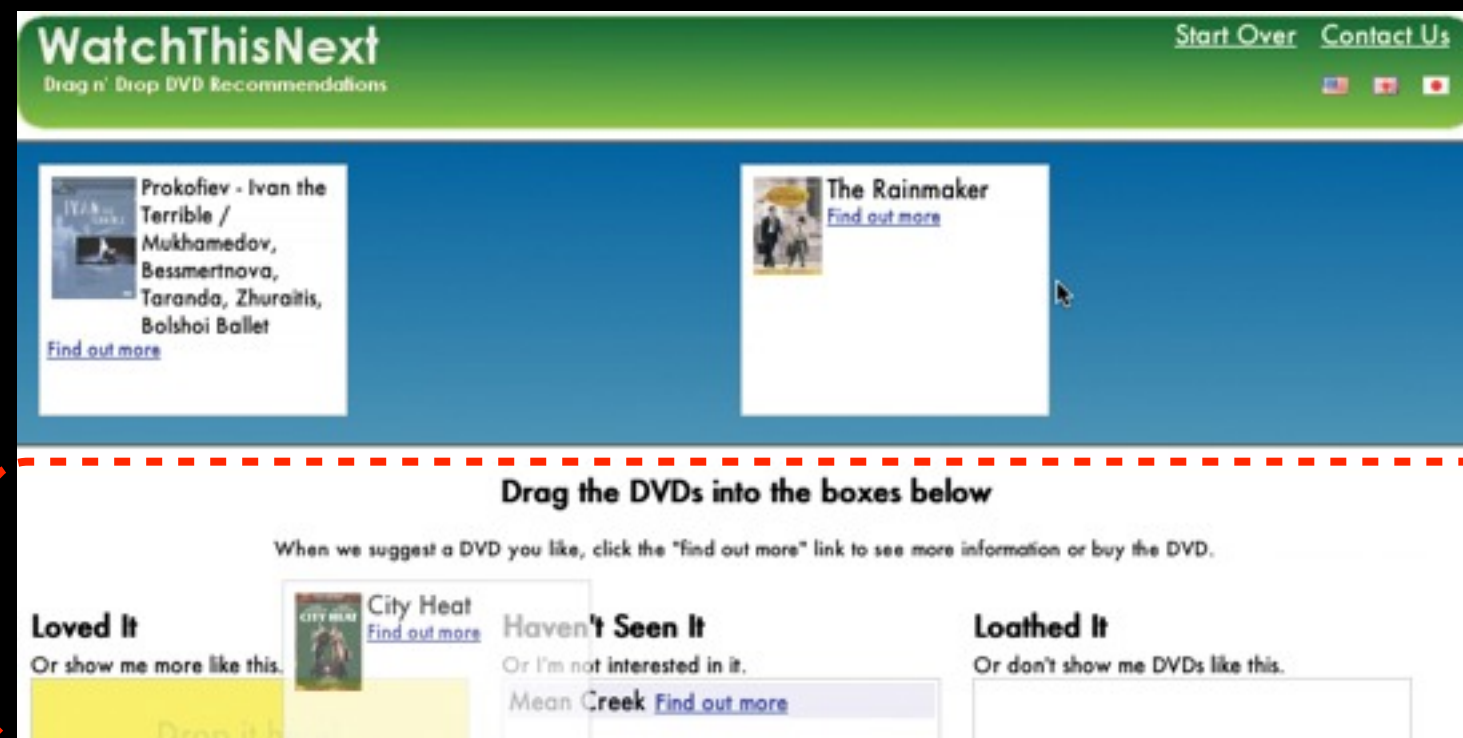 WatchThisNext
Drag n' Drop DVD Recommendations
Start Over Contact Us
Prokofiev - Ivan the
Terrible /
Mukhamedov,
Bessmertnova,
Taranda, Zhuraitis,
Bolshoi Ballet
Find out more
The Rainmaker
Find out more
Drag the DVDs into the boxes below
When we suggest a DVD you like, click the "find out more" link to see more information or buy the DVD.
City Heat
Find out more
Loved It
Or show me more like this.
Haven't Seen It
Or I'm not interested in it.
Mean Creek Find out more
Loathed It
Or don't show me DVDs like this.
Drop it